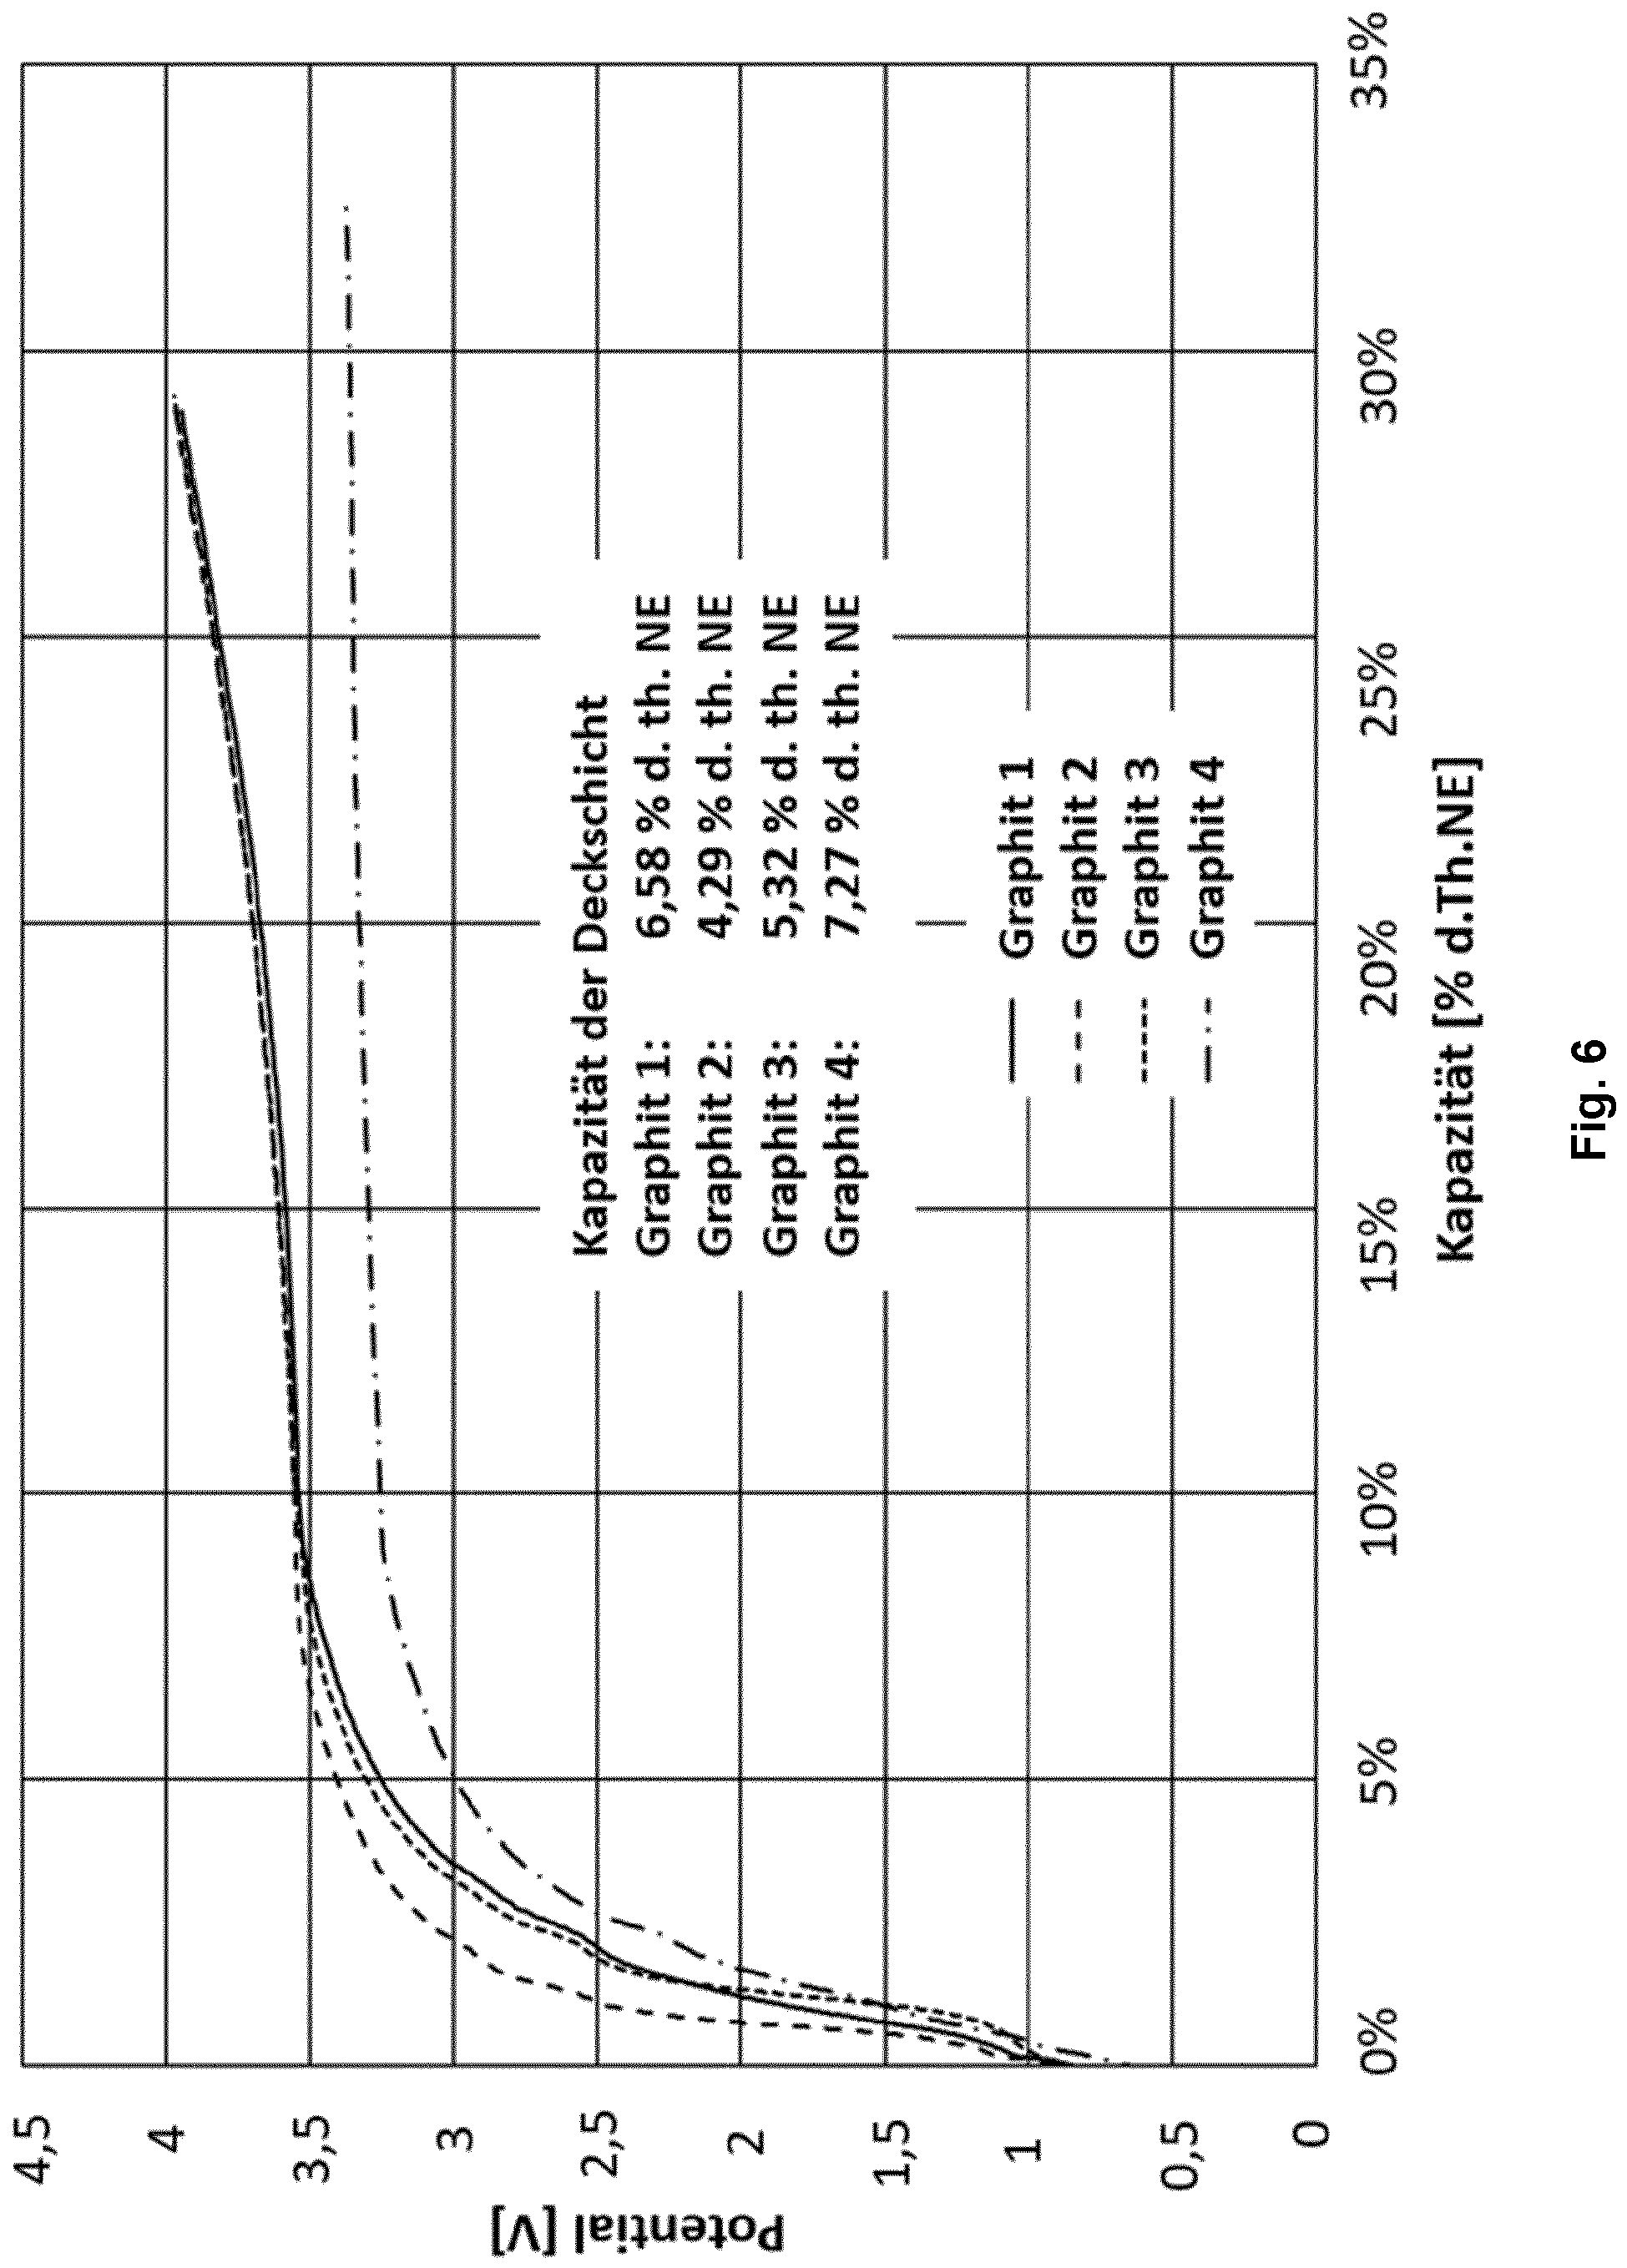 Potential [V]
4,5
4
3,5
3
2,5
2
1,5
1
0,5
0
Kapazität der Deckschicht
Graphit 1: 6,58 % d. th. NE
Graphit 2: 4,29 % d. th. NE
Graphit 3: 5,32 % d. th. NE
Graphit 4: 7,27 % d. th. NE
Graphit 1
Graphit 2
Graphit 3
Graphit 4
0% 5% 10% 15% 20% 25% 30% 35%
Kapazität [% d.Th.NE]
Fig. 6